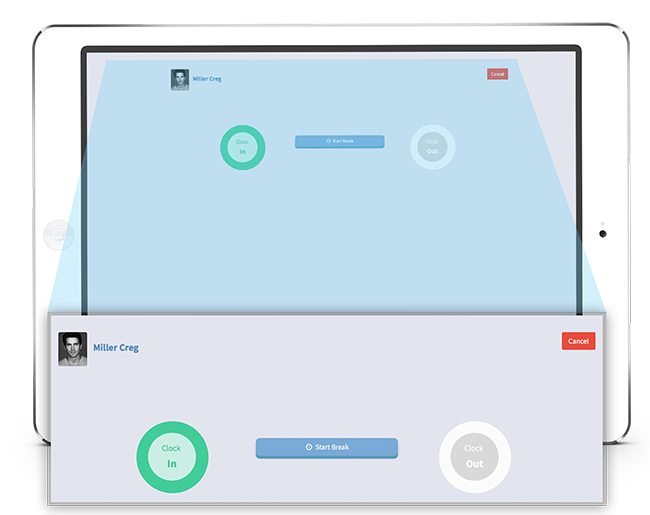 Miller Creg
Cancel
Clock
Start Break
Clock
In
Out
Miller Creg
Cancel
Clock
Start Break
Clock
In
Out